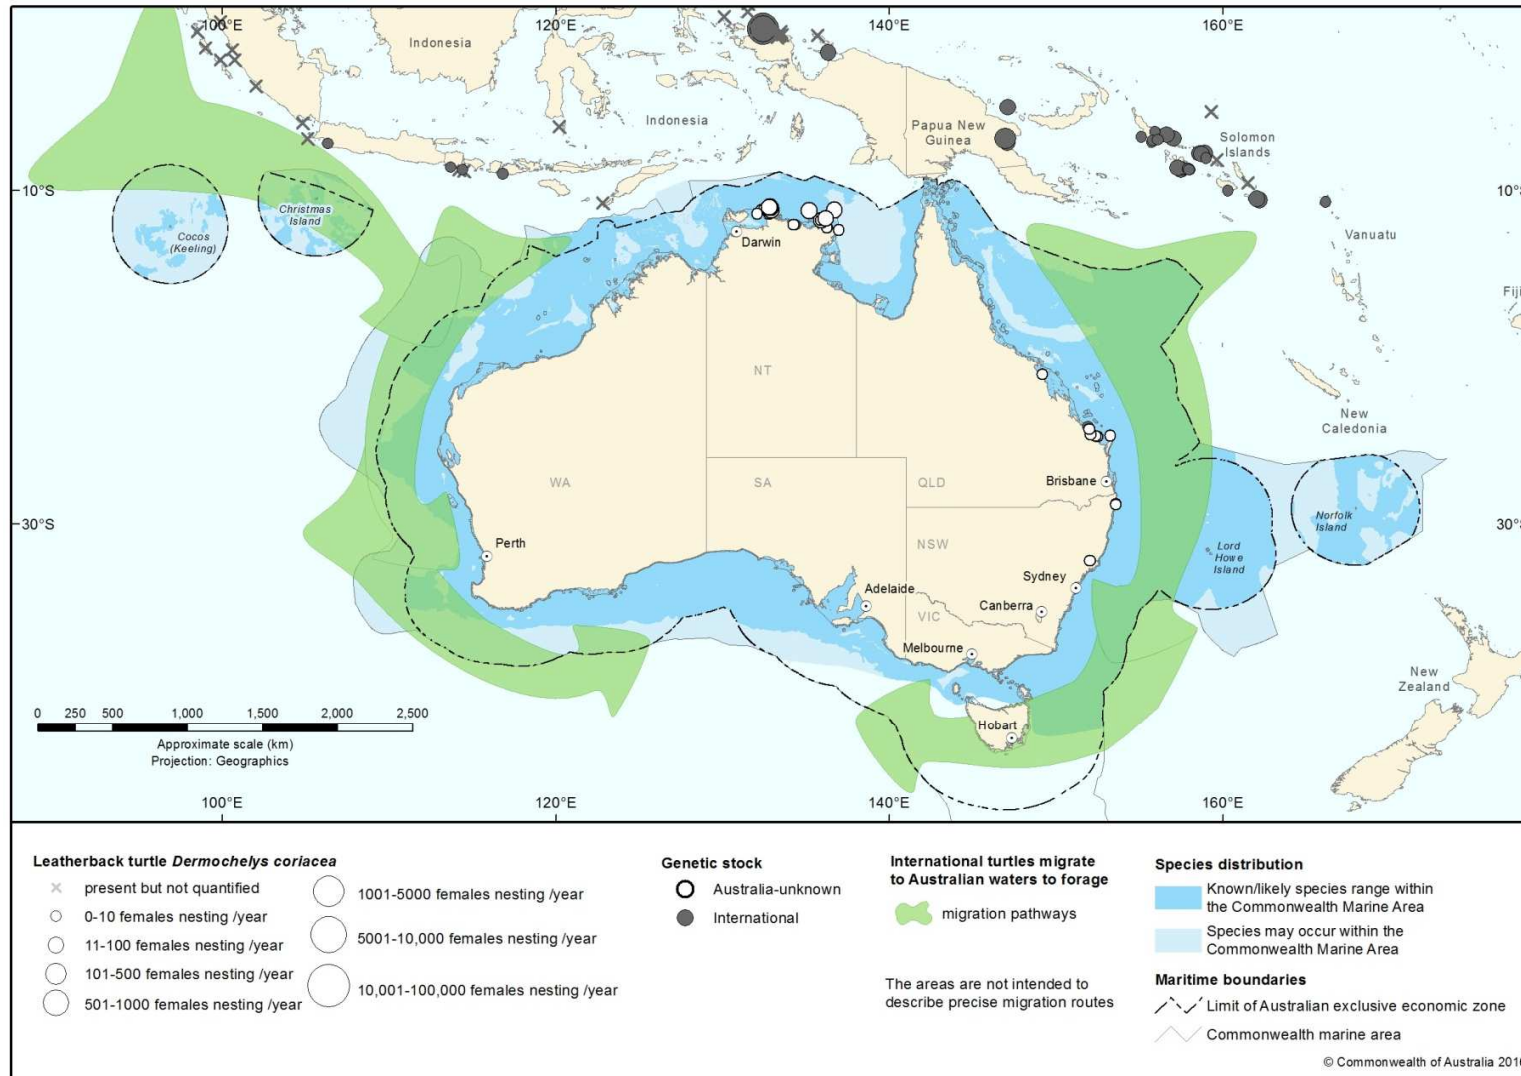 100°E
120°E
140°E
160°E
Indonesia
Indonesia
Papua New
Guinea
Solomon
Islands
10°S
10°
Christmas
Island
Cocos
(Keeling)
Darwin
Vanuatu
Fiji
NT
New
Caledonia
WA
SA
QLD
Brisbane
Norfolk
Island
30°S
30°
Perth
NSW
Lord
Howe
Island
Sydney
Adelaide
Canberra
VIC
Melbourne
New
Zealand
Hobart
0 250 500 1,000 1,500 2,000 2,500
Approximate scale (km)
Projection: Geographics
100°E
120°E
140°E
160°E
Leatherback turtle Dermochelys coriacea
present but not quantified
0-10 females nesting /year
11-100 females nesting /year
101-500 females nesting /year
501-1000 females nesting /year
1001-5000 females nesting /year
5001-10,000 females nesting /year
10,001-100,000 females nesting /year
Genetic stock
Australia-unknown
International
International turtles migrate
to Australian waters to forage
migration pathways
The areas are not intended to
describe precise migration routes
Species distribution
Known/likely species range within
the Commonwealth Marine Area
Species may occur within the
Commonwealth Marine Area
Maritime boundaries
Limit of Australian exclusive economic zone
Commonwealth marine area
© Commonwealth of Australia 2016